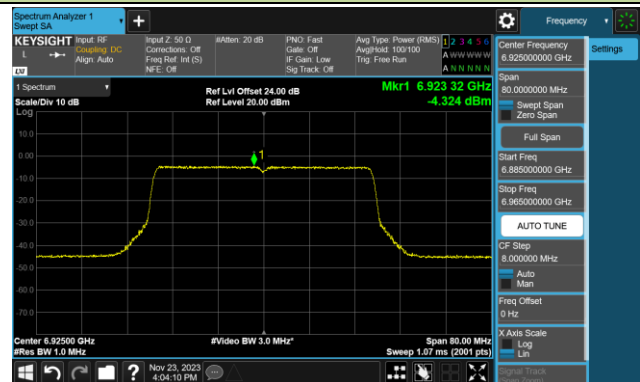 Spectrum Analyzer 1
Swept SA
Frequency
KEYSIGHT
L
LXI
Input: RF
Coupling: DC
Align: Auto
Input Z: 50 Ω
Corrections: Off
Freq Ref: Int (S)
NFE: Off
#Atten: 20 dB
PNO: Fast
Gate: Off
IF Gain: Low
Sig Track: Off
Avg Type: Power (RMS)
Avg|Hold: 100/100
Trig: Free Run
1 2 3 4 5 6
A W W W W W
A N N N N N
1 Spectrum
Scale/Div 10 dB
Log
Ref Lvl Offset 24.00 dB
Ref Level 20.00 dBm
Mkr1 6.923 32 GHz
-4.324 dBm
10.0
0.00
-10.0
-20.0
-30.0
-40.0
-50.0
-60.0
-70.0
1
Center 6.92500 GHz
#Res BW 1.0 MHz
#Video BW 3.0 MHz*
Span 80.00 MHz
Sweep 1.07 ms (2001 pts)
Nov 23, 2023
4:04:10 PM
Center Frequency
6.925000000 GHz
Settings
Span
80.0000000 MHz
Swept Span
Zero Span
Full Span
Start Freq
6.885000000 GHz
Stop Freq
6.965000000 GHz
AUTO TUNE
CF Step
8.000000 MHz
Auto
Man
Freq Offset
0 Hz
X Axis Scale
Log
Lin
Signal Track